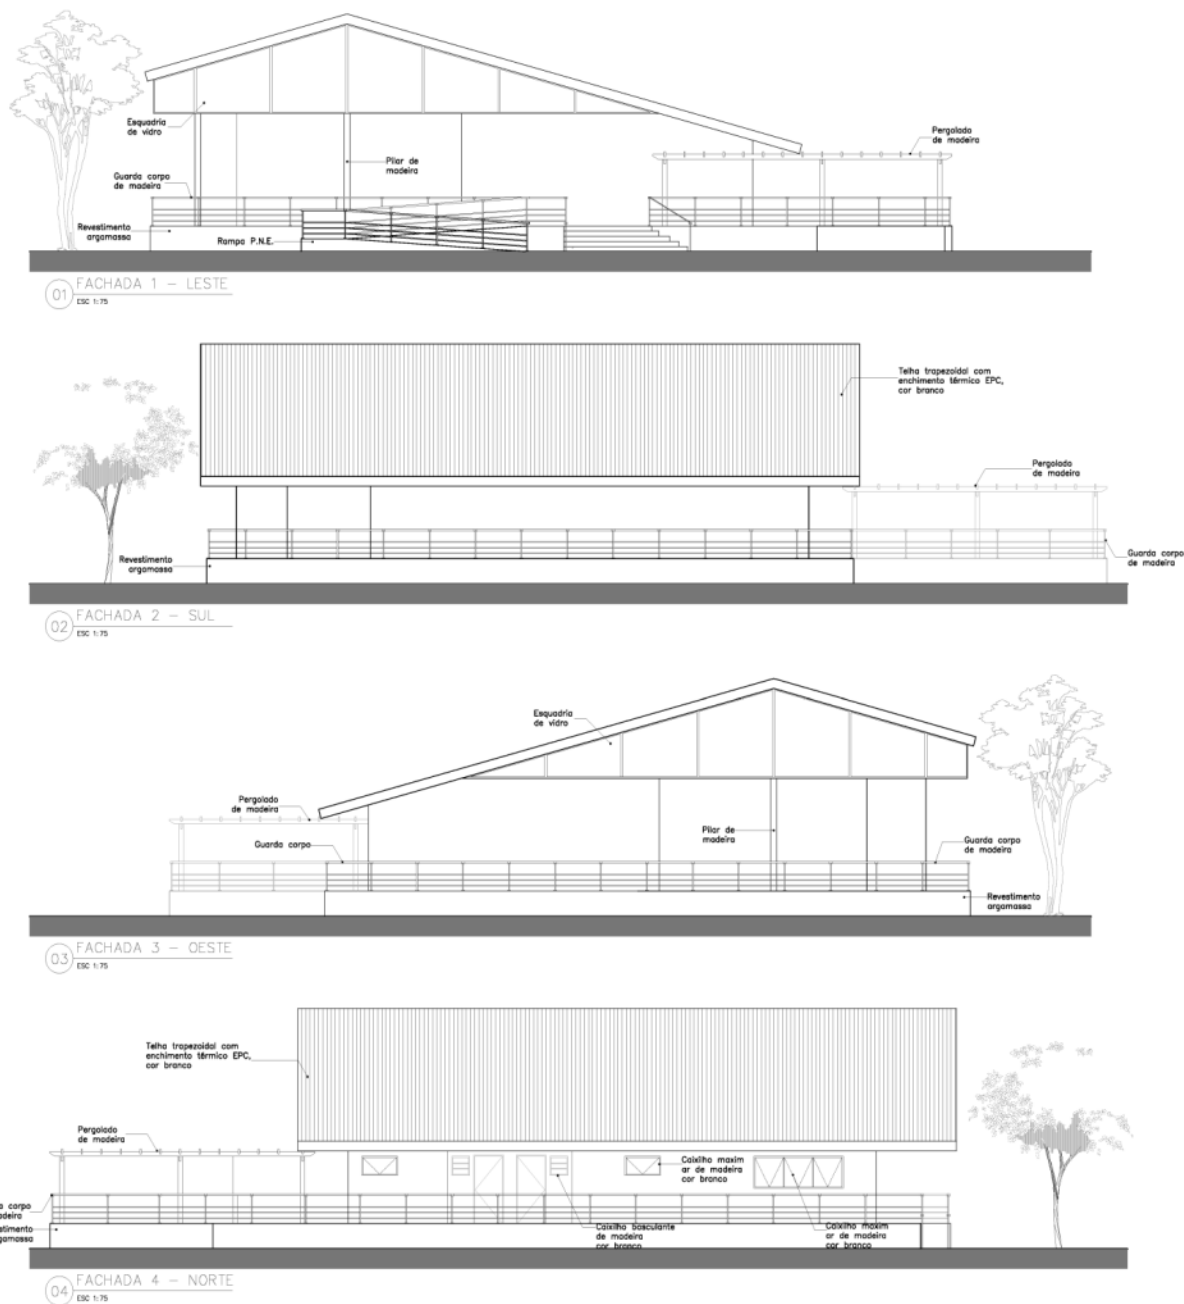 Esquadria
de vidro
Pergolado
de madeira
Pilar de
madeira
Guarda corpo
de madeira
Revestimento
argamassa
Rampa P.N.E.
01
FACHADA 1 - LESTE
ESC 1:75
Telha trapezoidal com
enchimento térmico EPC,
cor branco
Pergolado
de madeira
Revestimento
argamassa
Guarda corpo
de madeira
02
FACHADA 2 - SUL
ESC 1:75
Esquadria
de vidro
Pergolado
de madeira
Guarda corpo
Pilar de
madeira
Guarda corpo
de madeira
Revestimento
argamassa
03
FACHADA 3 - OESTE
ESC 1:75
Telha trapezoidal com
enchimento térmico EPC,
cor branco
Pergolado
de madeira
Caixilho maxim
ar de madeira
cor branco
a corpo
adeira
stimento
gamassa
Caixilho basculante
de madeira
cor branco
Caixilho maxim
ar de madeira
cor branco
04
FACHADA 4 - NORTE
ESC 1:75